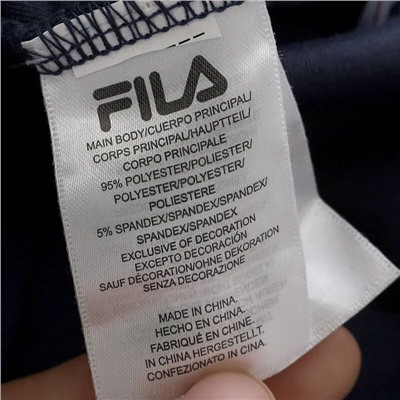 FILA
MAIN BODY/CUERPO PRINCIPAL/
CORPS PRINCIPAL/HAUPTTEIL/
CORPO PRINCIPALE
95% POLYESTER/POLIESTER/
POLYESTER/POLYESTER/
POLIESTERE
5% SPANDEX/SPANDEX/SPANDEX/
SPANDEX/SPANDEX
EXCLUSIVE OF DECORATION
EXCEPTO DECORACIÓN
SAUF DÉCORATION/OHNE DEKORATION
SENZA DECORAZIONE
MADE IN CHINA.
HECHO EN CHINA.
FABRIQUÉ EN CHINE.
IN CHINA HERGESTELLT.
CONFEZIONATO IN CINA.